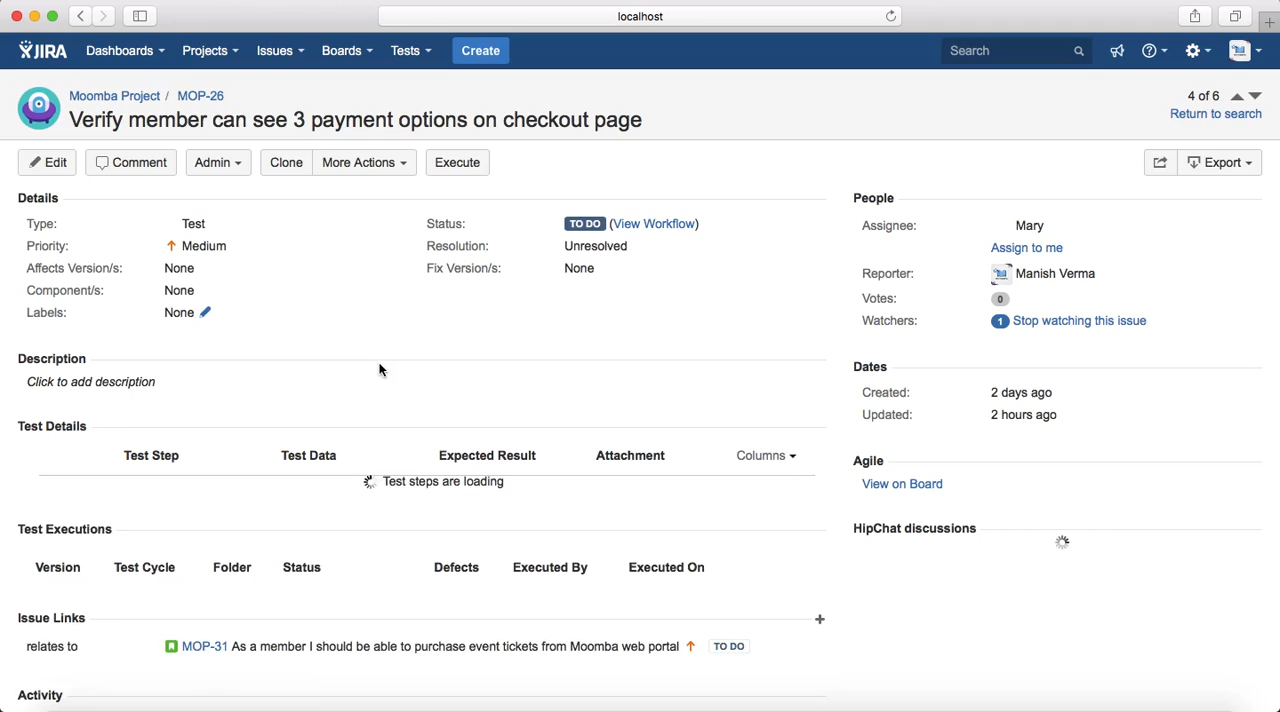 localhost
JIRA Dashboards Projects Issues Boards Tests Create Search
Moomba Project / MOP-26
Verify member can see 3 payment options on checkout page
4 of 6
Return to search
Edit Comment Admin Clone More Actions Execute Export
Details
Type: Test
Priority: Medium
Affects Version/s: None
Component/s: None
Labels: None
Status: TO DO (View Workflow)
Resolution: Unresolved
Fix Version/s: None
Description
Click to add description
Test Details
Test Step Test Data Expected Result Attachment Columns
Test steps are loading
Test Executions
Version Test Cycle Folder Status Defects Executed By Executed On
Issue Links
relates to MOP-31 As a member I should be able to purchase event tickets from Moomba web portal TO DO
Activity
People
Assignee: Mary
Assign to me
Reporter: Manish Verma
Votes: 0
Watchers: 1 Stop watching this issue
Dates
Created: 2 days ago
Updated: 2 hours ago
Agile
View on Board
HipChat discussions